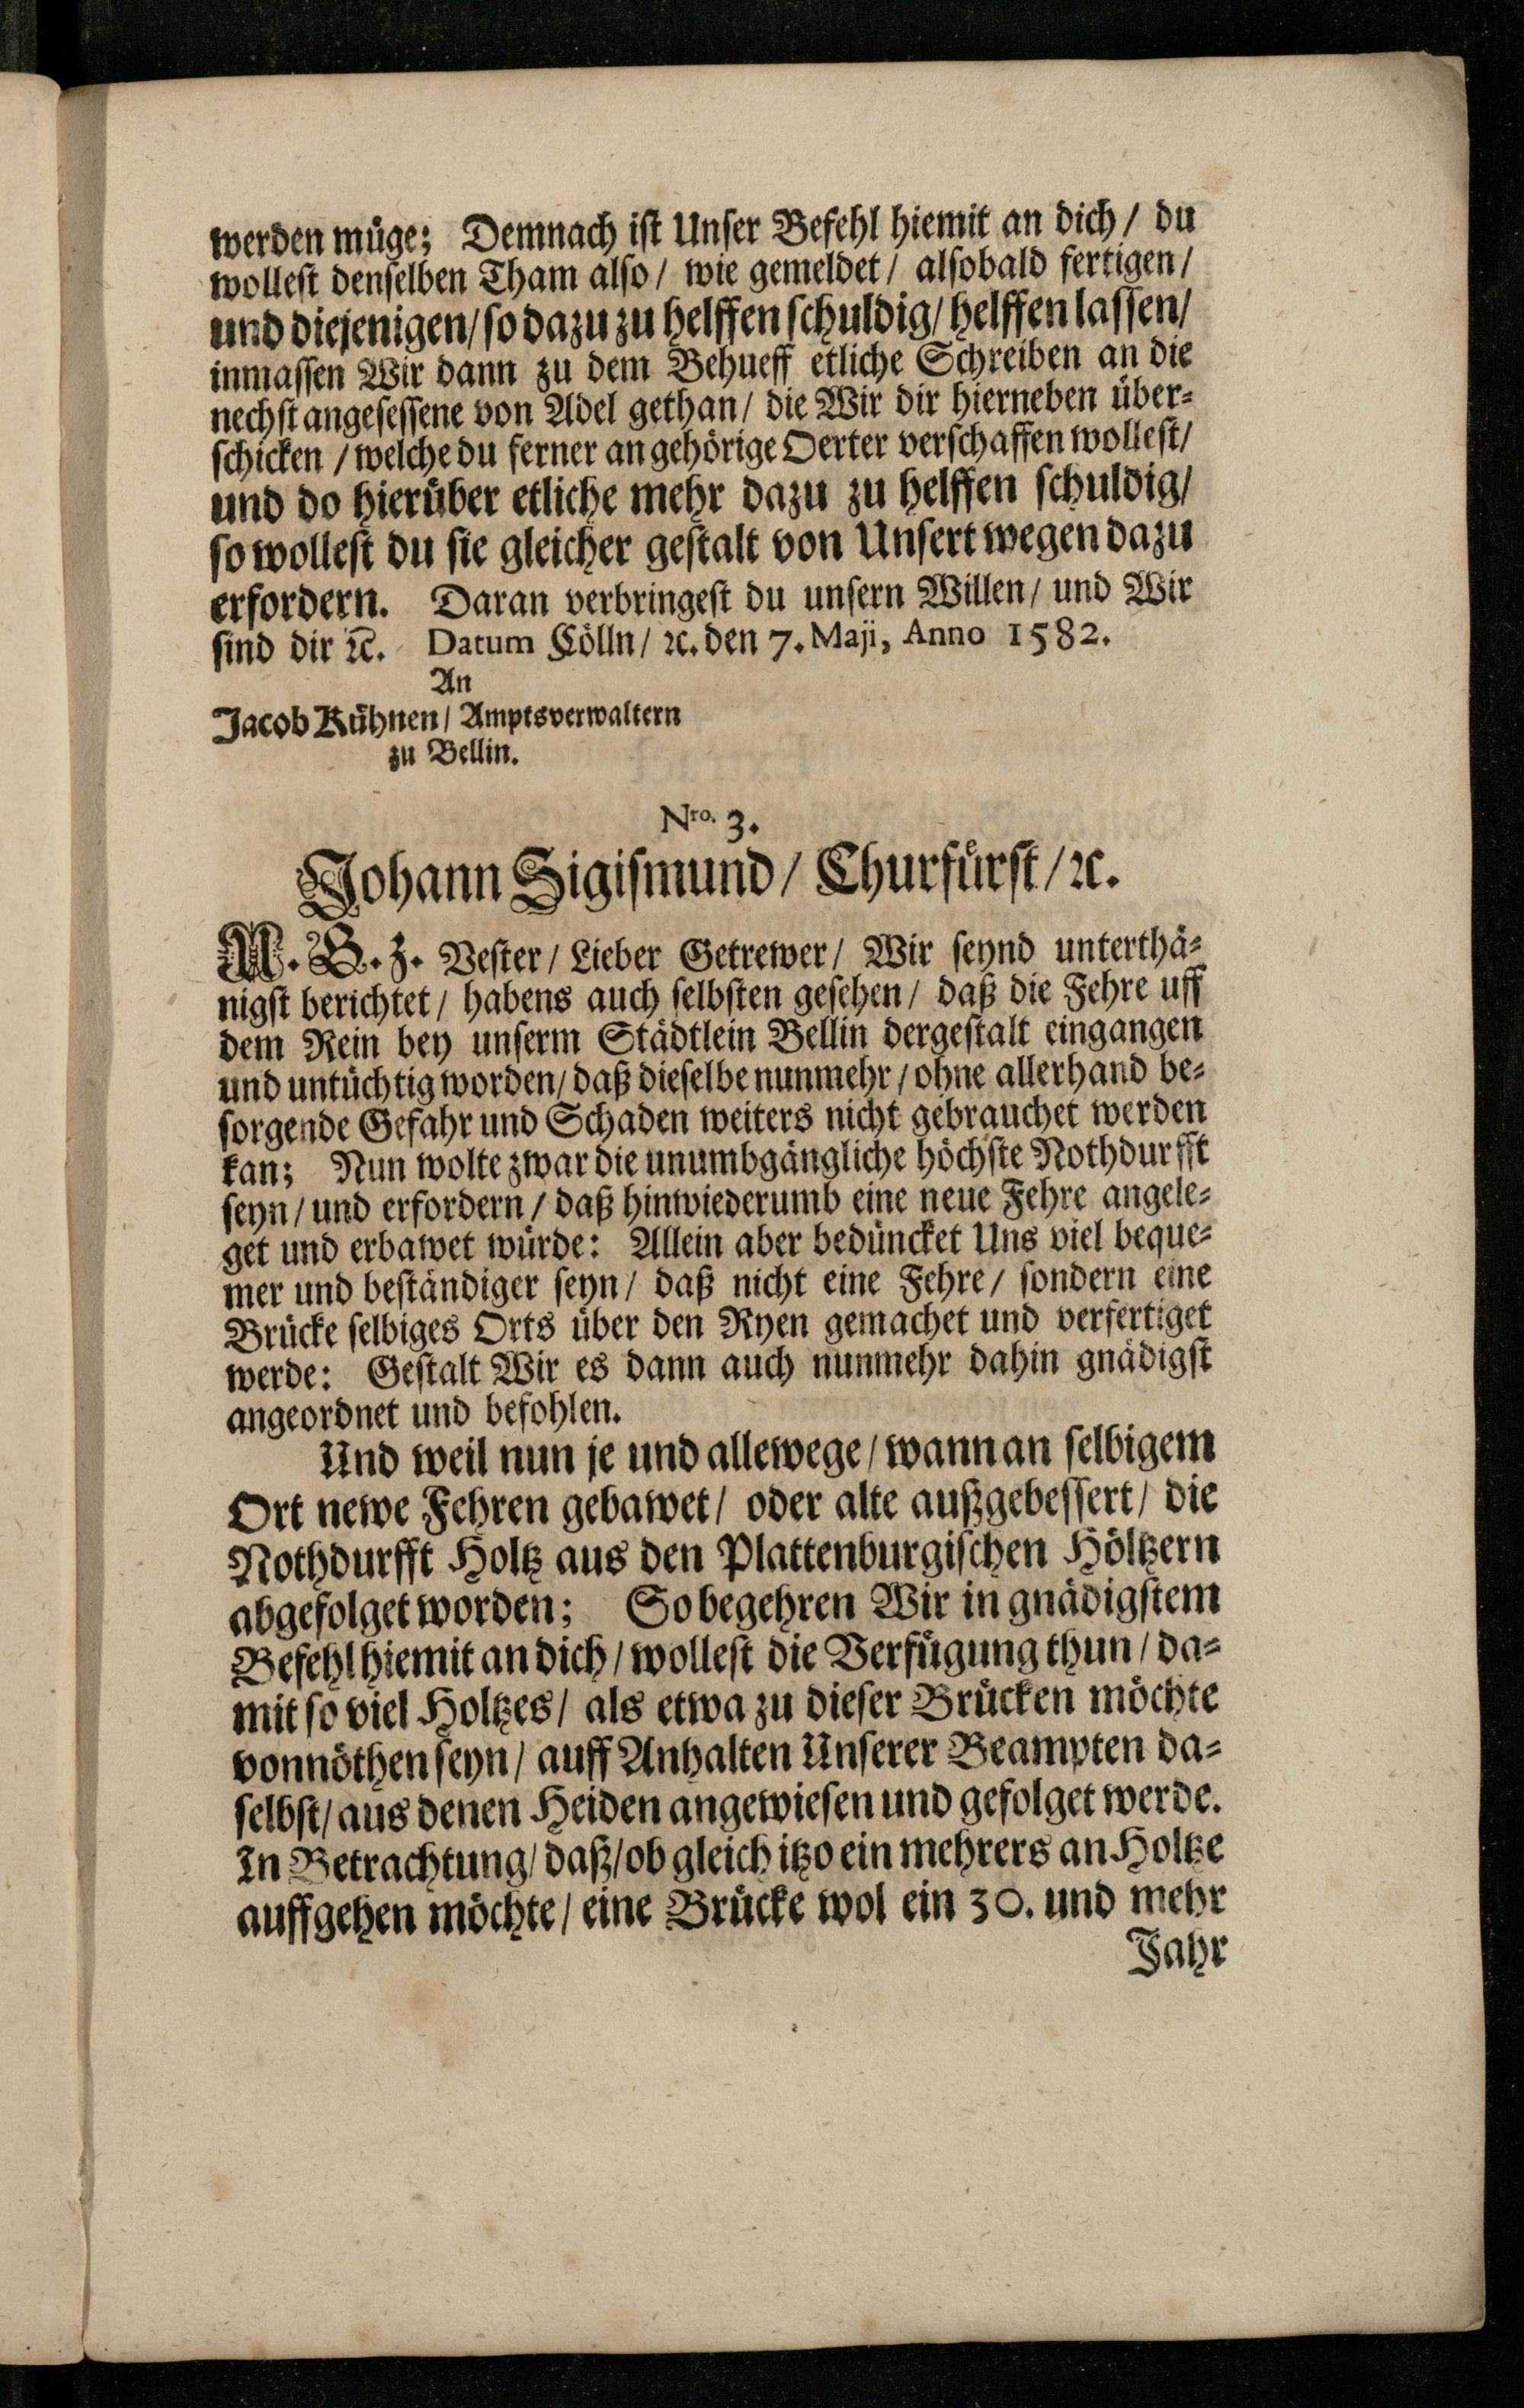 werden müge; Demnach ist Unser Befehl hiemit an dich / du
wollest denselben Tham also / wie gemeldet / alsobald fertigen /
und diejenigen / so dazu zu helffen schuldig / helffen lassen /
inmassen Wir dann zu dem Behueff etliche Schreiben an die
nechst angesessene von Adel gethan / die Wir dir hierneben über-
schicken / welche du ferner an gehörige Oerter verschaffen wollest /
und do hierüber etliche mehr dazu zu helffen schuldig /
so wollest du sie gleicher gestalt von Unsert wegen dazu
erfordern. Daran verbringest du unsern Willen / und Wir
sind dir ꝛc. Datum Cölln / ꝛc. den 7. Maji, Anno 1582.
An
Jacob Kühnen / Amptsverwaltern
zu Bellin.
Nro. 3.
Johann Sigismund / Churfürst / ꝛc.
U. G. z. Vester / Lieber Getrewer / Wir seynd unterthä-
nigst berichtet / habens auch selbsten gesehen / daß die Fehre uff
dem Rein bey unserm Städtlein Bellin dergestalt eingangen
und untüchtig worden / daß dieselbe nunmehr / ohne allerhand be-
sorgende Gefahr und Schaden weiters nicht gebrauchet werden
kan; Nun wolte zwar die unumbgängliche höchste Nothdurfft
seyn / und erfordern / daß hinwiederumb eine neue Fehre angele-
get und erbawet würde: Allein aber bedüncket Uns viel beque-
mer und beständiger seyn / daß nicht eine Fehre / sondern eine
Brücke selbiges Orts über den Ryen gemachet und verfertiget
werde: Gestalt Wir es dann auch nunmehr dahin gnädigst
angeordnet und befohlen.
Und weil nun je und allewege / wann an selbigem
Ort newe Fehren gebawet / oder alte außgebessert / die
Nothdurfft Holtz aus den Plattenburgischen Höltzern
abgefolget worden; So begehren Wir in gnädigstem
Befehl hiemit an dich / wollest die Verfügung thun / da-
mit so viel Holtzes / als etwa zu dieser Brücken möchte
vonnöthen seyn / auff Anhalten Unserer Beampten da-
selbst / aus denen Heiden angewiesen und gefolget werde.
In Betrachtung / daß / ob gleich itzo ein mehrers an Holtze
auffgehen möchte / eine Brücke wol ein 30. und mehr
Jahr